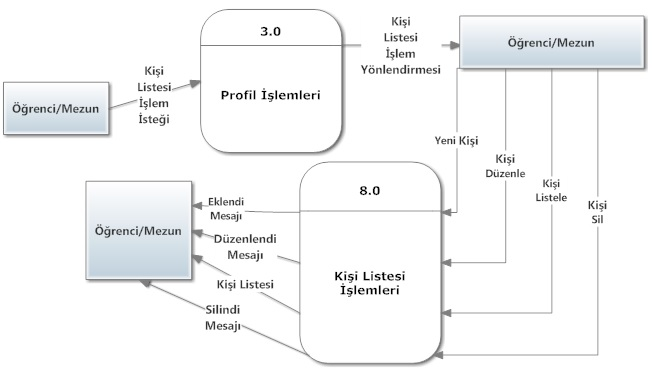 3.0
Profil İşlemleri
Kişi
Listesi
İşlem
Yönlendirmesi
Öğrenci/Mezun
Öğrenci/Mezun
Kişi
Listesi
İşlem
İsteği
Yeni Kişi
Kişi
Düzenle
Kişi
Listele
Kişi
Sil
8.0
Kişi Listesi
İşlemleri
Öğrenci/Mezun
Eklendi
Mesajı
Düzenlendi
Mesajı
Kişi Listesi
Silindi
Mesajı